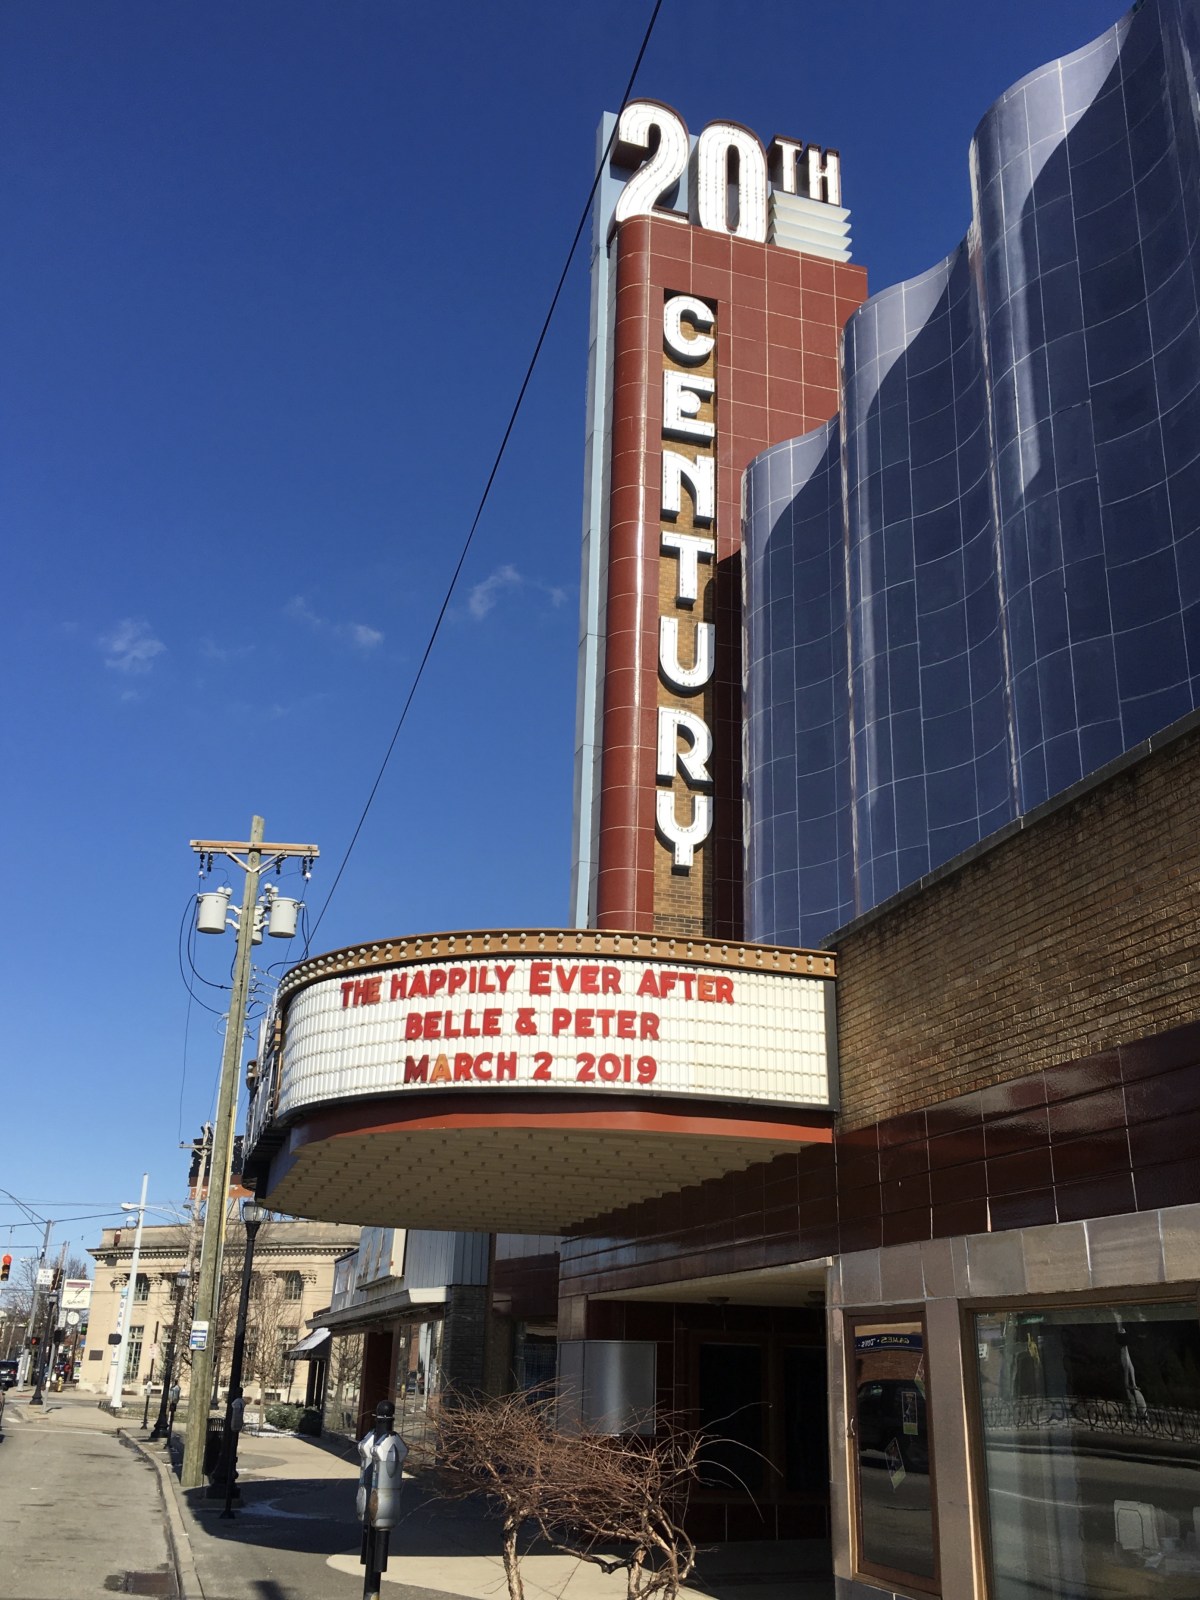 20TH
CENTURY
THE HAPPILY EVER AFTER
BELLE & PETER
MARCH 2 2019